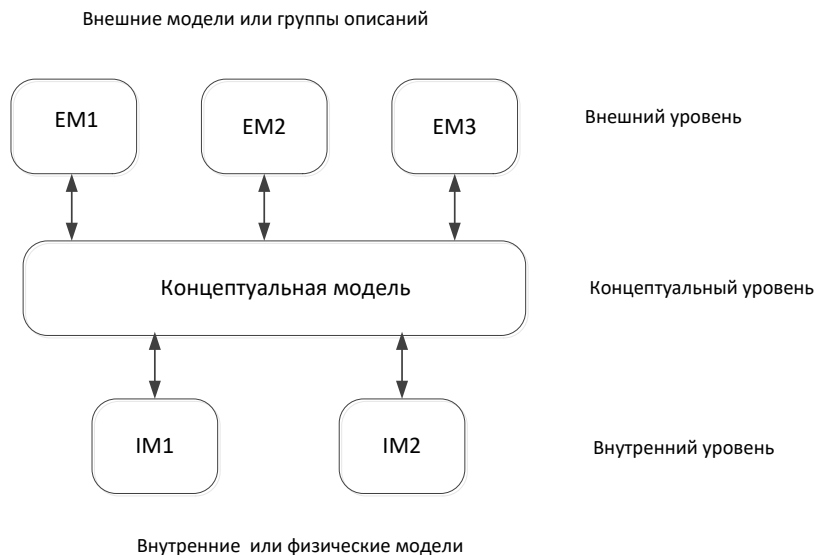 Внешние модели или группы описаний
EM1
EM2
EM3
Внешний уровень
Концептуальная модель
Концептуальный уровень
IM1
IM2
Внутренний уровень
Внутренние или физические модели